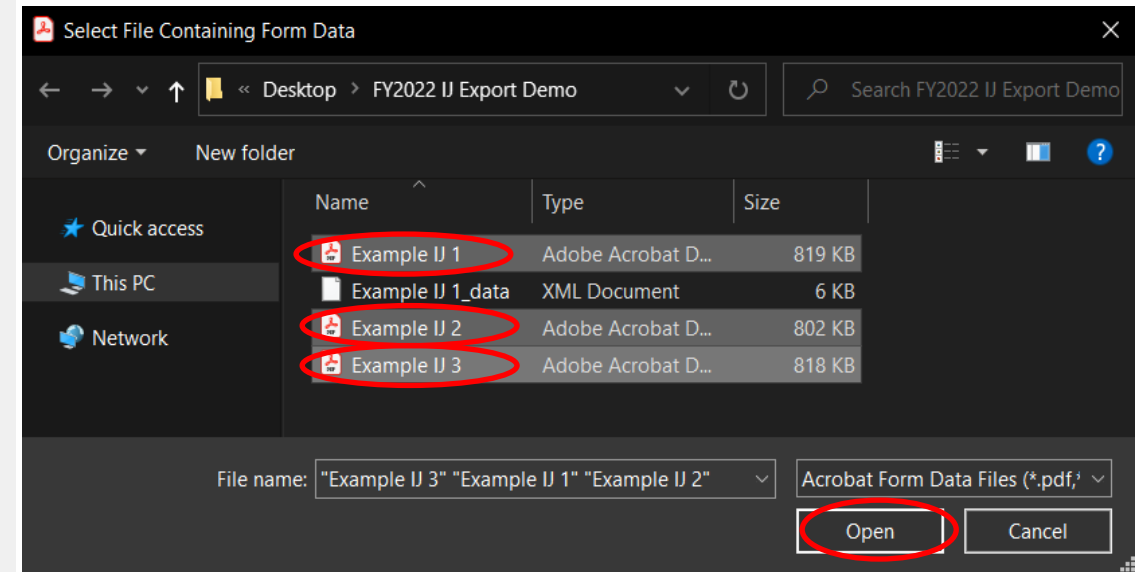 Select File Containing Form Data
« Desktop > FY2022 IJ Export Demo
Search FY2022 IJ Export Demo
Organize New folder
Name Type Size
Quick access
This PC
Network
Example IJ 1 Adobe Acrobat D... 819 KB
Example IJ 1_data XML Document 6 KB
Example IJ 2 Adobe Acrobat D... 802 KB
Example IJ 3 Adobe Acrobat D... 818 KB
File name: "Example IJ 3" "Example IJ 1" "Example IJ 2"
Acrobat Form Data Files (*.pdf,*
Open Cancel